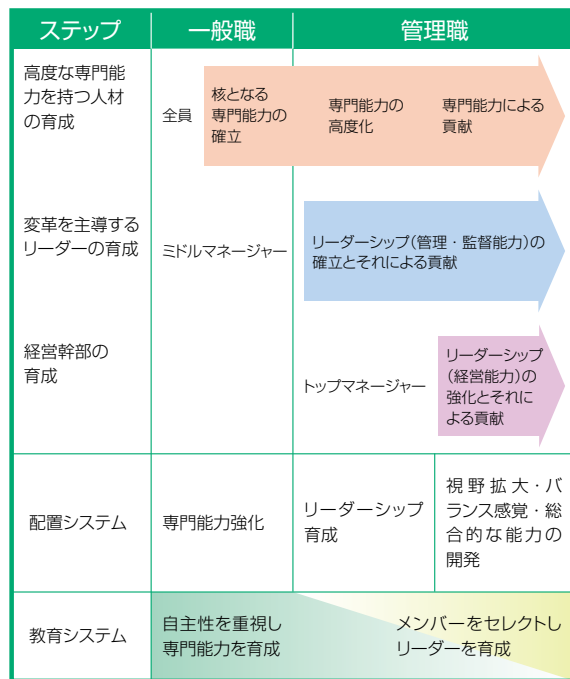 ステップ
一般職
管理職
高度な専門能
力を持つ人材
の育成
全員
核となる
専門能力の
確立
専門能力の
高度化
専門能力による
貢献
変革を主導する
リーダーの育成
ミドルマネージャー
リーダーシップ(管理・監督能力)の
確立とそれによる貢献
経営幹部の
育成
トップマネージャー
リーダーシップ
(経営能力)の
強化とそれに
よる貢献
配置システム
専門能力強化
リーダーシップ
育成
視野拡大・バ
ランス感覚・総
合的な能力の
開発
教育システム
自主性を重視し
専門能力を育成
メンバーをセレクトし
リーダーを育成